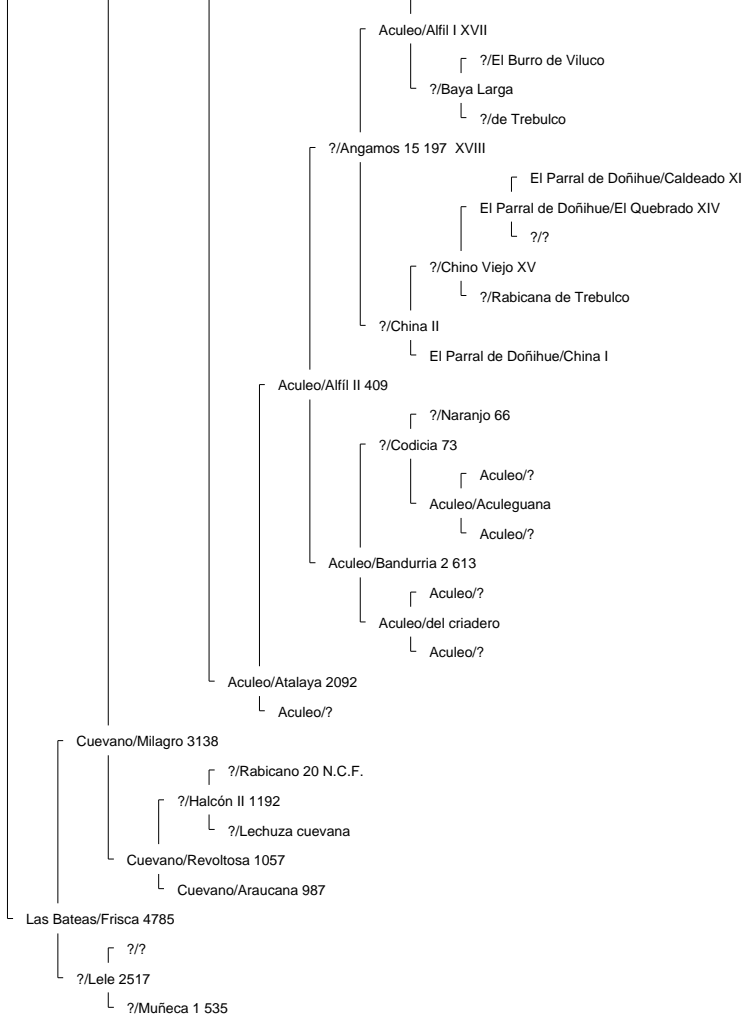 Aculeo/Alfil I XVII
?/El Burro de Viluco
?/Baya Larga
?/de Trebulco
?/Angamos 15 197 XVIII
El Parral de Doñihue/Caldeado XI
El Parral de Doñihue/El Quebrado XIV
?/?
?/Chino Viejo XV
?/Rabicana de Trebulco
?/China II
El Parral de Doñihue/China I
Aculeo/Alfíl II 409
?/Naranjo 66
?/Codicia 73
Aculeo/?
Aculeo/Aculeguana
Aculeo/?
Aculeo/Bandurria 2 613
Aculeo/?
Aculeo/del criadero
Aculeo/?
Aculeo/Atalaya 2092
Aculeo/?
Cuevano/Milagro 3138
?/Rabicano 20 N.C.F.
?/Halcón II 1192
?/Lechuza cuevana
Cuevano/Revoltosa 1057
Cuevano/Araucana 987
Las Bateas/Frisca 4785
?/?
?/Lele 2517
?/Muñeca 1 535